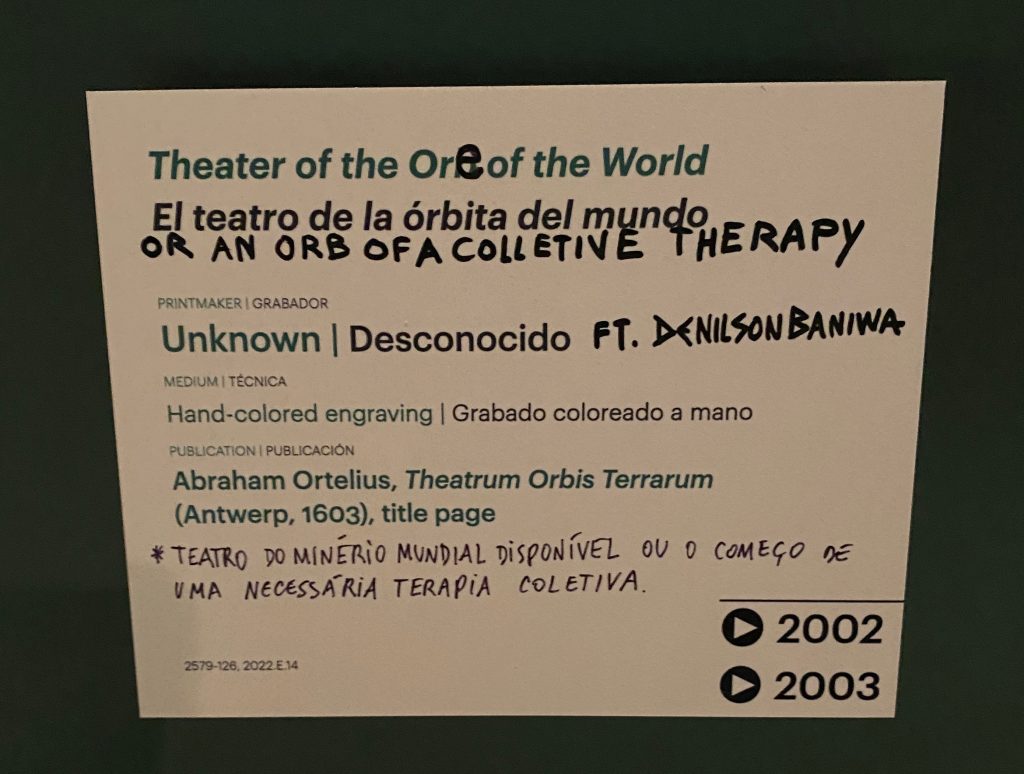 Theater of the Ore of the World
El teatro de la órbita del mundo
OR AN ORB OF A COLLETIVE THERAPY
PRINTMAKER | GRABADOR
Unknown | Desconocido FT. DENILSON BANIWA
MEDIUM | TÉCNICA
Hand-colored engraving | Grabado coloreado a mano
PUBLICATION | PUBLICACIÓN
Abraham Ortelius, Theatrum Orbis Terrarum
(Antwerp, 1603), title page
* TEATRO DO MINÉRIO MUNDIAL DISPONÍVEL OU O COMEÇO DE
UMA NECESSÁRIA TERAPIA COLETIVA.
2002
2579-126, 2022.E.14
2003